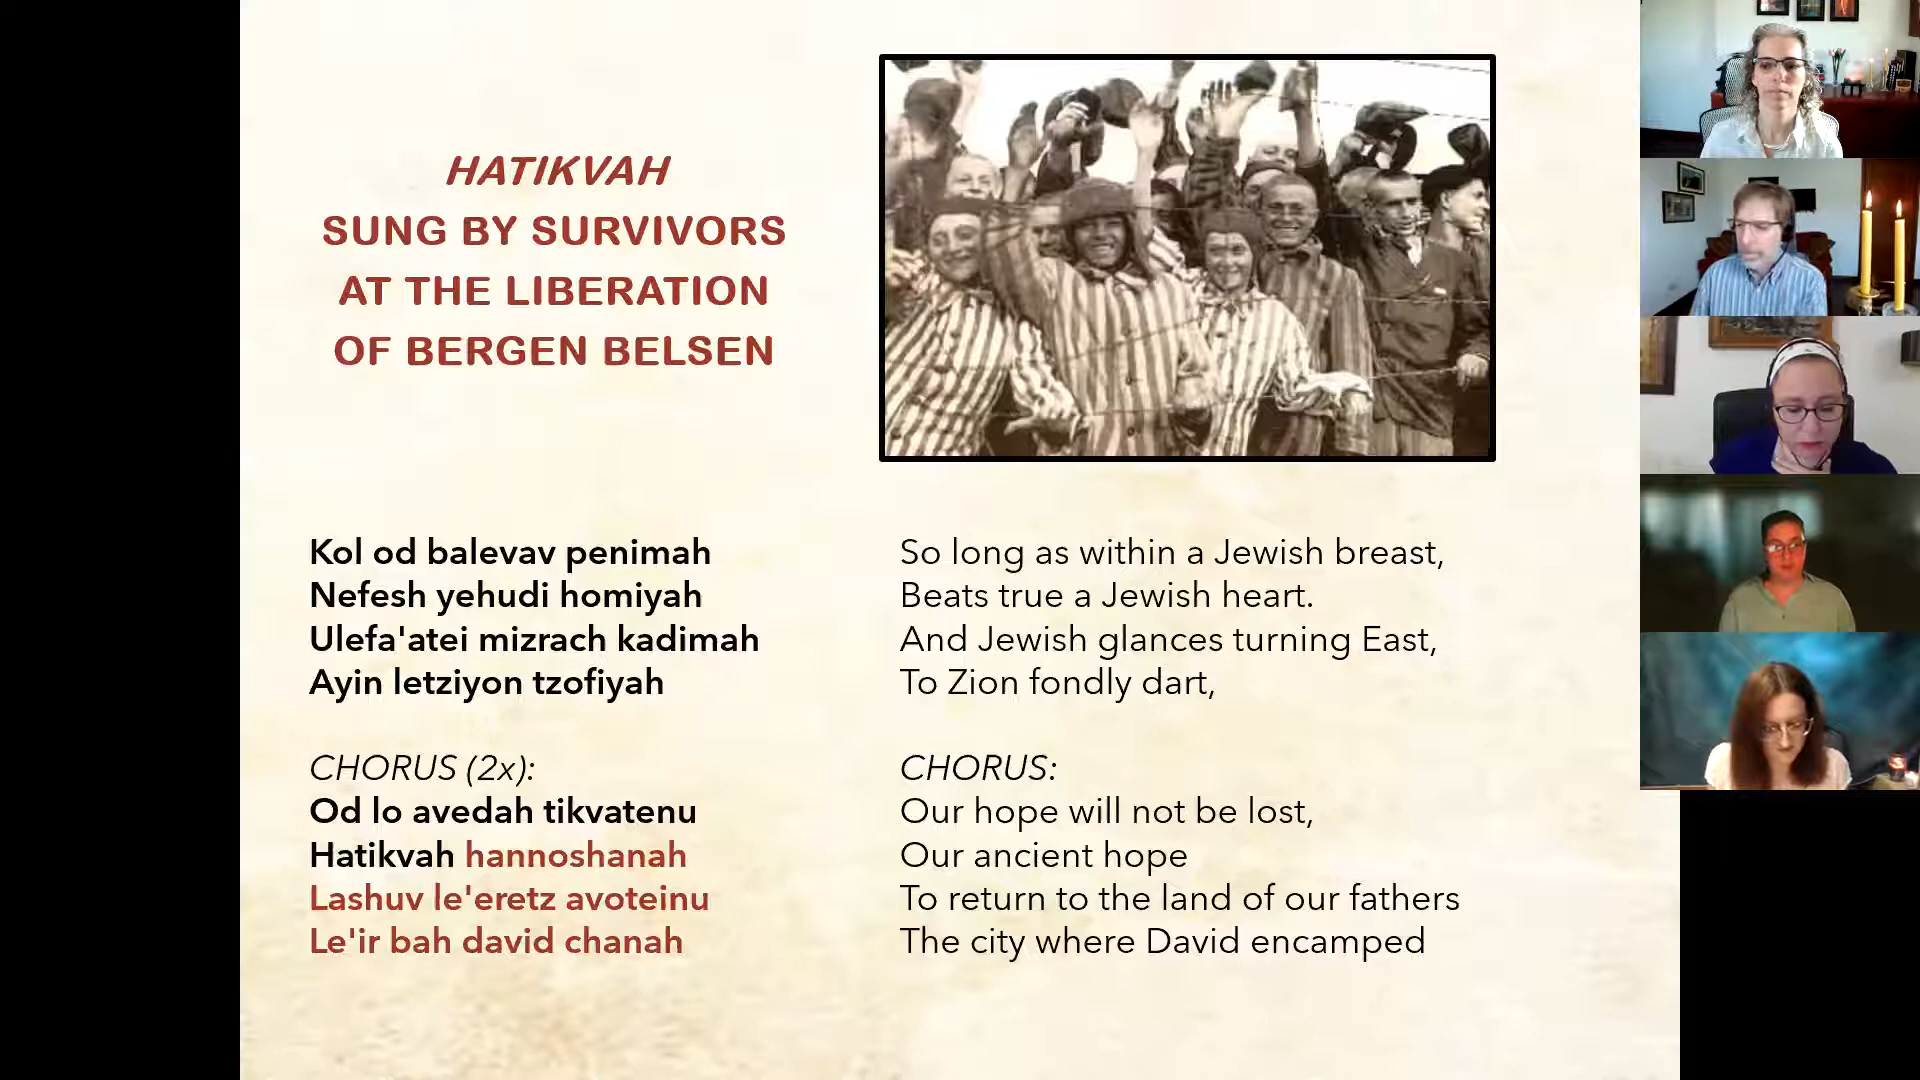 HATIKVAH
SUNG BY SURVIVORS
AT THE LIBERATION
OF BERGEN BELSEN
Kol od balevav penimah
Nefesh yehudi homiyah
Ulefa'atei mizrach kadimah
Ayin letziyon tzofiyah
CHORUS (2x):
Od lo avedah tikvatenu
Hatikvah hannoshanah
Lashuv le'eretz avoteinu
Le'ir bah david chanah
So long as within a Jewish breast,
Beats true a Jewish heart.
And Jewish glances turning East,
To Zion fondly dart,
CHORUS:
Our hope will not be lost,
Our ancient hope
To return to the land of our fathers
The city where David encamped